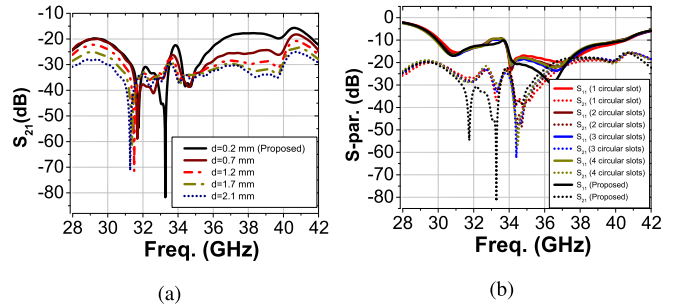 (a)
-10
-20
-30
-40
-50
-60
-70
-80
S21(dB)
d=0.2 mm (Proposed)
d=0.7 mm
d=1.2 mm
d=1.7 mm
d=2.1 mm
28 30 32 34 36 38 40 42
Freq. (GHz)
(a)
(b)
0
-10
-20
-30
-40
-50
-60
-70
-80
S-par. (dB)
S11 (1 circular slot)
S21 (1 circular slot)
S11 (2 circular slots)
S21 (2 circular slots)
S11 (3 circular slots)
S21 (3 circular slots)
S11 (4 circular slots)
S21 (4 circular slots)
S11 (Proposed)
S21 (Proposed)
28 30 32 34 36 38 40 42
Freq. (GHz)
(b)